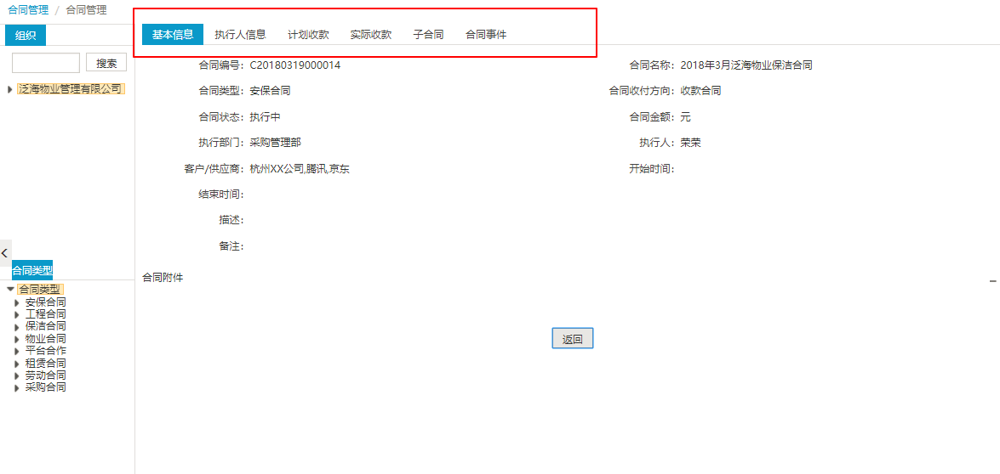 合同管理 / 合同管理
组织
搜索
泛海物业管理有限公司
合同类型
合同类型
安保合同
工程合同
保洁合同
物业合同
平台合作
租赁合同
劳动合同
采购合同
基本信息 执行人信息 计划收款 实际收款 子合同 合同事件
合同编号: C20180319000014 合同名称: 2018年3月泛海物业保洁合同
合同类型: 安保合同 合同收付方向: 收款合同
合同状态: 执行中 合同金额: 元
执行部门: 采购管理部 执行人: 荣荣
客户/供应商: 杭州XX公司,腾讯,京东 开始时间:
结束时间:
描述:
备注:
合同附件
返回